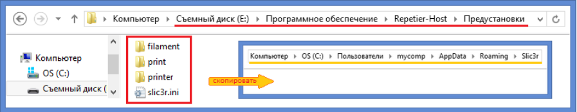 Компьютер ▸ Съемный диск (E:) ▸ Программное обеспечение ▸ Repetier-Host ▸ Предустановки ▸
Компьютер
OS (C:)
Съемный диск (E:)
filament
print
printer
slic3r.ini
скопировать
Компьютер ▸ OS (C:) ▸ Пользователи ▸ mycomp ▸ AppData ▸ Roaming ▸ Slic3r